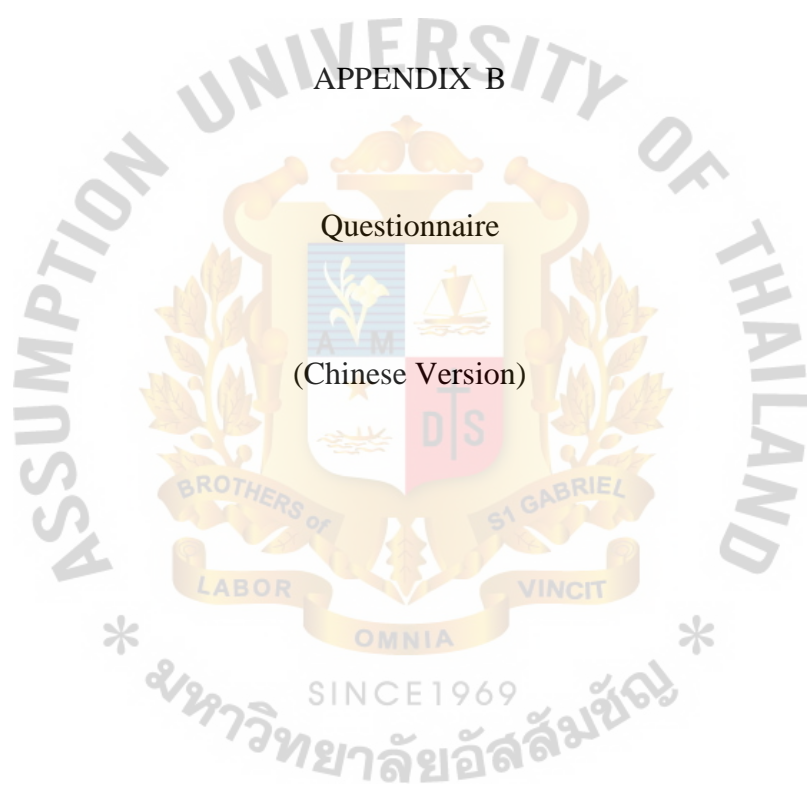 APPENDIX B
Questionnaire
(Chinese Version)
ASSUMPTION UNIVERSITY OF THAILAND
A M
D S
BROTHERS of
S1 GABRIEL
LABOR
VINCIT
OMNIA
SINCE1969
* มหาวิทยาลัยอัสสัมชัญ *